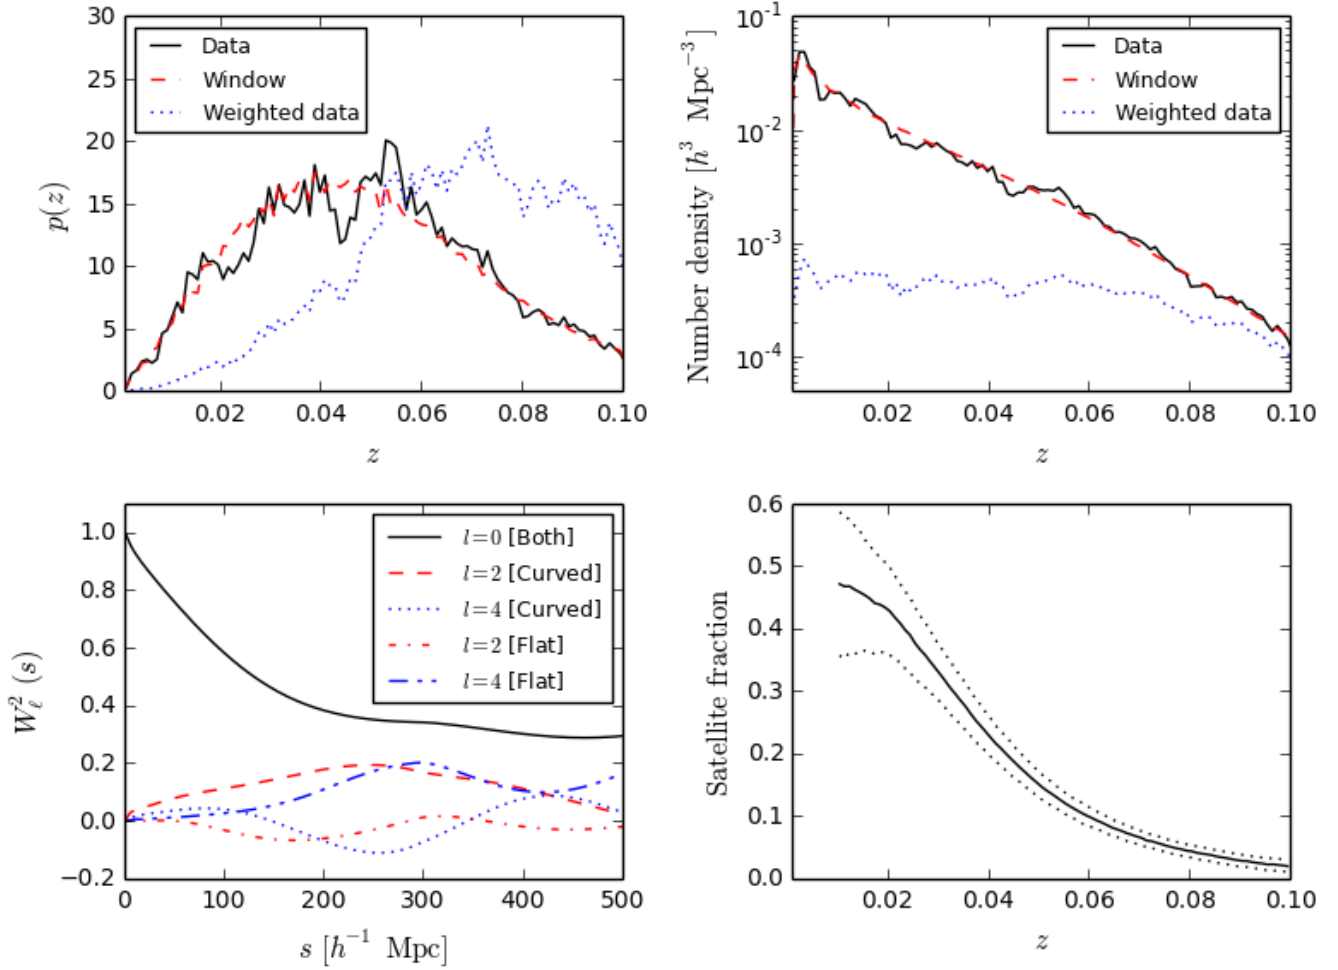 30
25
20
15
10
5
0
p(z)
Data
Window
Weighted data
0.02
0.04
0.06
0.08
0.10
z
10⁻¹
10⁻²
10⁻³
10⁻⁴
Number density [h³ Mpc⁻³]
Data
Window
Weighted data
0.02
0.04
0.06
0.08
0.10
z
1.0
0.8
0.6
0.4
0.2
0.0
−0.2
W_ℓ² (s)
l=0 [Both]
l=2 [Curved]
l=4 [Curved]
l=2 [Flat]
l=4 [Flat]
0
100
200
300
400
500
s [h⁻¹ Mpc]
0.6
0.5
0.4
0.3
0.2
0.1
0.0
Satellite fraction
0.02
0.04
0.06
0.08
0.10
z